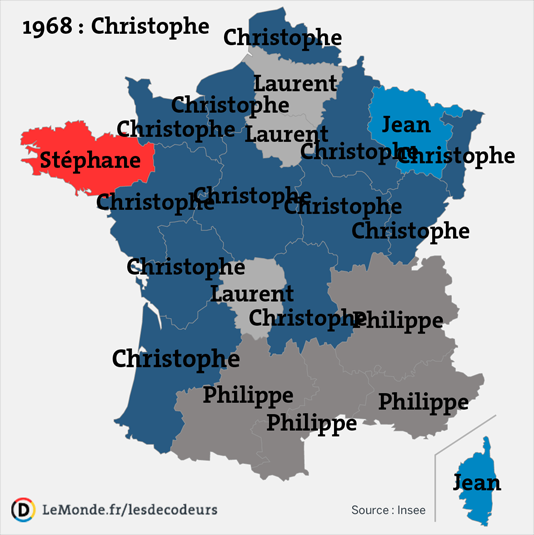 1968 : Christophe
Christophe
Laurent
Christophe
Jean
Christophe
Laurent
Christophe
Christophe
Stéphane
Christophe
Christophe
Christophe
Christophe
Christophe
Laurent
Christophe
Philippe
Christophe
Philippe
Philippe
Philippe
Jean
D LeMonde.fr/lesdecodeurs
Source : Insee